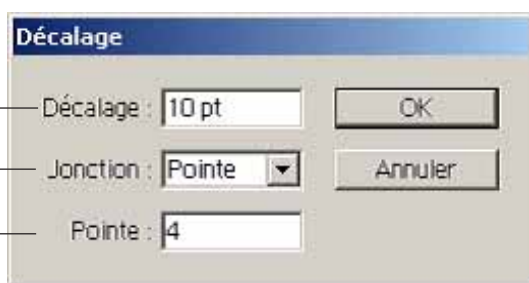 Décalage
Décalage : 10 pt OK
Jonction : Pointe Annuler
Pointe : 4